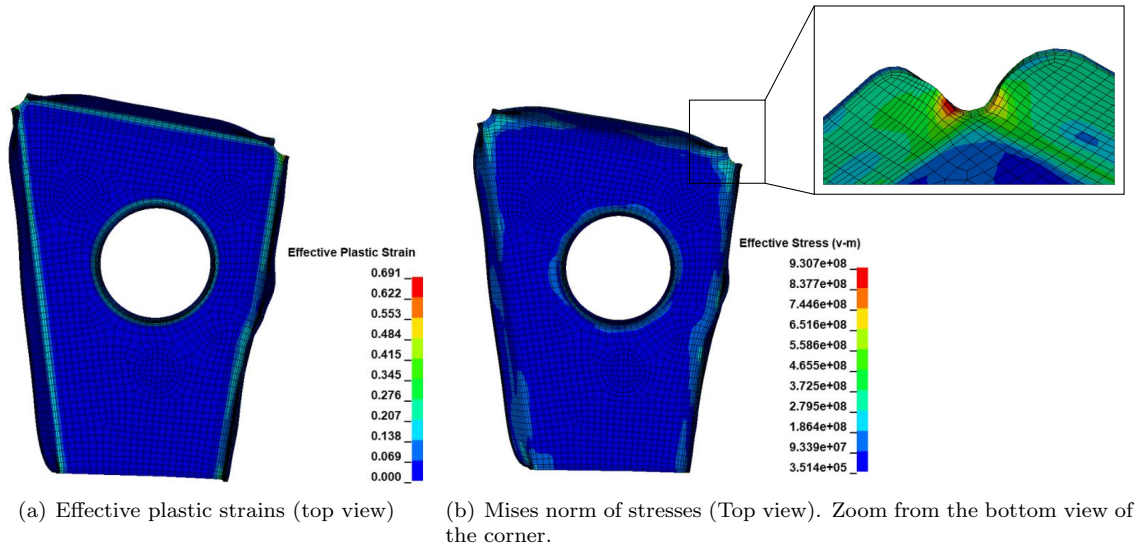 Effective Plastic Strain
0.691
0.622
0.553
0.484
0.415
0.345
0.276
0.207
0.138
0.069
0.000
Effective Stress (v-m)
9.307e+08
8.377e+08
7.446e+08
6.516e+08
5.586e+08
4.655e+08
3.725e+08
2.795e+08
1.864e+08
9.339e+07
3.514e+05
(a) Effective plastic strains (top view)
(b) Mises norm of stresses (Top view). Zoom from the bottom view of
the corner.